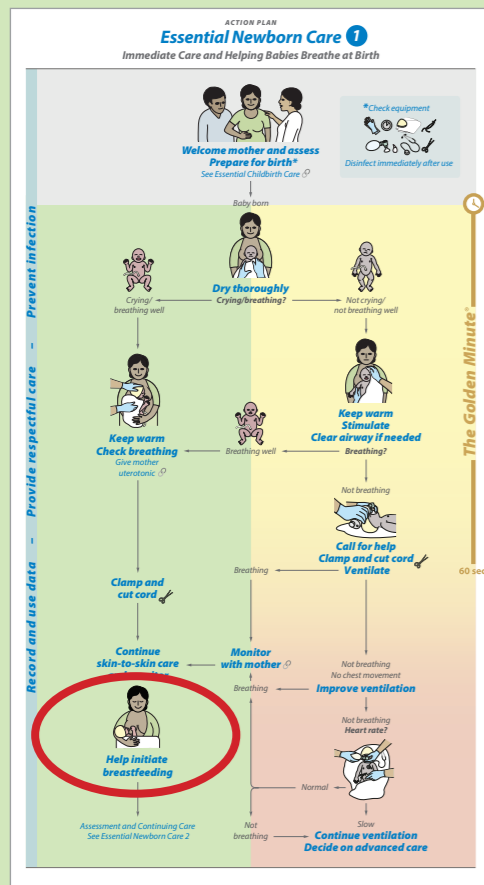 ACTION PLAN
Essential Newborn Care 1
Immediate Care and Helping Babies Breathe at Birth
*Check equipment
Disinfect immediately after use
Welcome mother and assess
Prepare for birth*
See Essential Childbirth Care
Baby born
Dry thoroughly
Crying/breathing?
Crying/
breathing well
Not crying/
not breathing well
Keep warm
Check breathing
Give mother
uterotonic
Breathing well
Keep warm
Stimulate
Clear airway if needed
Breathing?
Not breathing
Call for help
Clamp and cut cord
Ventilate
Breathing
60 sec
Clamp and
cut cord
Continue
skin-to-skin care
Monitor
with mother
Not breathing
No chest movement
Breathing
Improve ventilation
Not breathing
Heart rate?
Help initiate
breastfeeding
Normal
Assessment and Continuing Care
See Essential Newborn Care 2
Not
breathing
Slow
Continue ventilation
Decide on advanced care
Record and use data – Provide respectful care – Prevent infection
The Golden Minute®